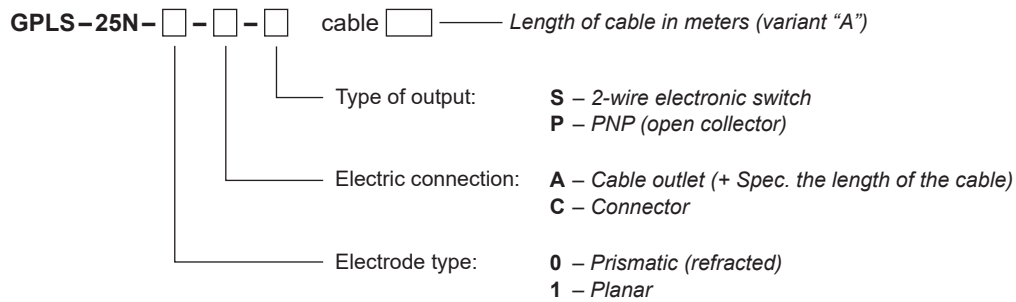 GPLS–25N–☐–☐–☐ cable ☐ Length of cable in meters (variant “A”)
Type of output: S – 2-wire electronic switch
P – PNP (open collector)
Electric connection: A – Cable outlet (+ Spec. the length of the cable)
C – Connector
Electrode type: 0 – Prismatic (refracted)
1 – Planar